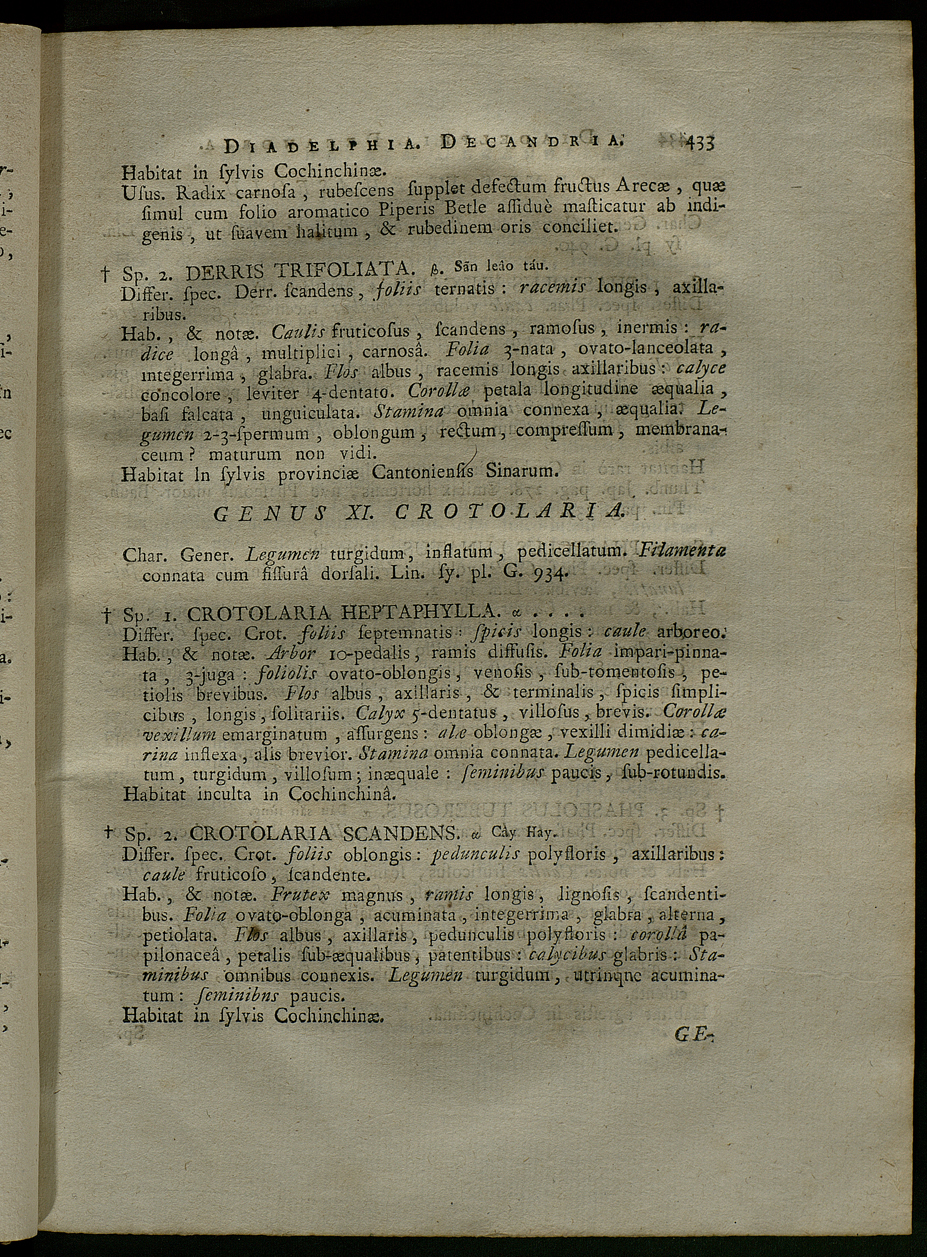 DIADELPHIA. DECANDRIA. 433
Habitat in ſylvis Cochinchinæ.
Uſus. Radix carnoſa, rubeſcens ſupplet defectum fructus Arecæ, quæ
ſimul cum folio aromatico Piperis Betle aſſiduè maſticatur ab indi-
genis, ut ſuavem halitum, & rubedinem oris conciliet.
† Sp. 2. DERRIS TRIFOLIATA. β. Săn leão táu.
Differ. ſpec. Derr. ſcandens, foliis ternatis: racemis longis, axilla-
ribus.
Hab., & notæ. Caulis fruticoſus, ſcandens, ramoſus, inermis: ra-
dice longâ, multiplici, carnosâ. Folia 3-nata, ovato-lanceolata,
integerrima, glabra. Flos albus, racemis longis axillaribus: calyce
concolore, leviter 4-dentato. Corollæ petala longitudine æqualia,
baſi falcata, unguiculata. Stamina omnia connexa, æqualia. Le-
gumen 2-3-ſpermum, oblongum, rectum, compreſſum, membrana-
ceum? maturum non vidi.
Habitat In ſylvis provinciæ Cantonienſis Sinarum.
GENUS XI. CROTOLARIA.
Char. Gener. Legumen turgidum, inflatum, pedicellatum. Filamenta
connata cum fiſſurâ dorſali. Lin. ſy. pl. G. 934.
† Sp. 1. CROTOLARIA HEPTAPHYLLA. α . . . .
Differ. ſpec. Crot. foliis ſeptemnatis: ſpicis longis: caule arboreo.
Hab., & notæ. Arbor 10-pedalis, ramis diffuſis. Folia impari-pinna-
ta, 3-juga: foliolis ovato-oblongis, venoſis, ſub-tomentoſis, pe-
tiolis brevibus. Flos albus, axillaris, & terminalis, ſpicis ſimpli-
cibus, longis, ſolitariis. Calyx 5-dentatus, villoſus, brevis. Corollæ
vexillum emarginatum, aſſurgens: alæ oblongæ, vexilli dimidiæ: ca-
rina inflexa, alis brevior. Stamina omnia connata. Legumen pedicella-
tum, turgidum, villoſum; inæquale: ſeminibus paucis, ſub-rotundis.
Habitat inculta in Cochinchinâ.
† Sp. 2. CROTOLARIA SCANDENS. α Cây Hay.
Differ. ſpec. Crot. foliis oblongis: pedunculis polyfloris, axillaribus:
caule fruticoſo, ſcandente.
Hab., & notæ. Frutex magnus, ramis longis, lignoſis, ſcandenti-
bus. Folia ovato-oblonga, acuminata, integerrima, glabra, alterna,
petiolata. Flos albus, axillaris, pedunculis polyfloris: corollâ pa-
pilonaceâ, petalis ſub-æqualibus, patentibus: calycibus glabris: Sta-
minibus omnibus connexis. Legumen turgidum, utrinqne acumina-
tum: ſeminibns paucis.
Habitat in ſylvis Cochinchinæ.
GE-